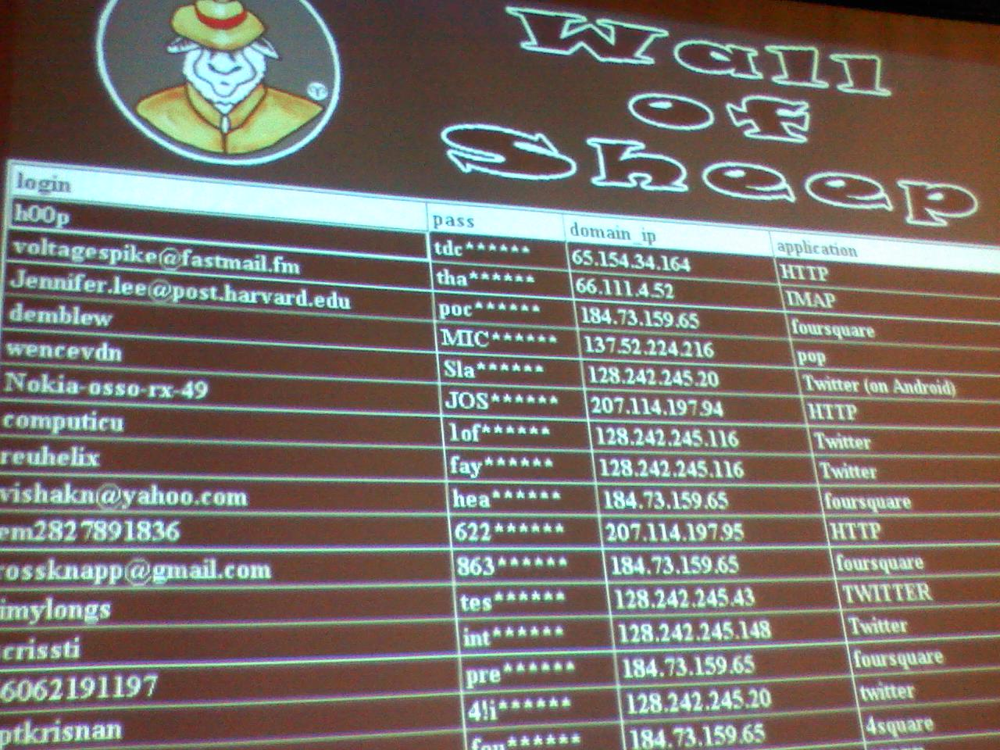 Wall
of
Sheep
login pass domain_ip application
h00p tdc****** 65.154.34.164 HTTP
voltagespike@fastmail.fm tha****** 66.111.4.52 IMAP
Jennifer.lee@post.harvard.edu poc****** 184.73.159.65 foursquare
demblew MIC****** 137.52.224.216 pop
wencevdn Sla****** 128.242.245.20 Twitter (on Android)
Nokia-osso-rx-49 JOS****** 207.114.197.94 HTTP
computicu lof****** 128.242.245.116 Twitter
reuhelix fay****** 128.242.245.116 Twitter
vishakn@yahoo.com hea****** 184.73.159.65 foursquare
em2827891836 622****** 207.114.197.95 HTTP
rossknapp@gmail.com 863****** 184.73.159.65 foursquare
imylongs tes****** 128.242.245.43 TWITTER
crissti int****** 128.242.245.148 Twitter
6062191197 pre****** 184.73.159.65 foursquare
ptkrisnan 4!i****** 128.242.245.20 twitter
184.73.159.65 4square